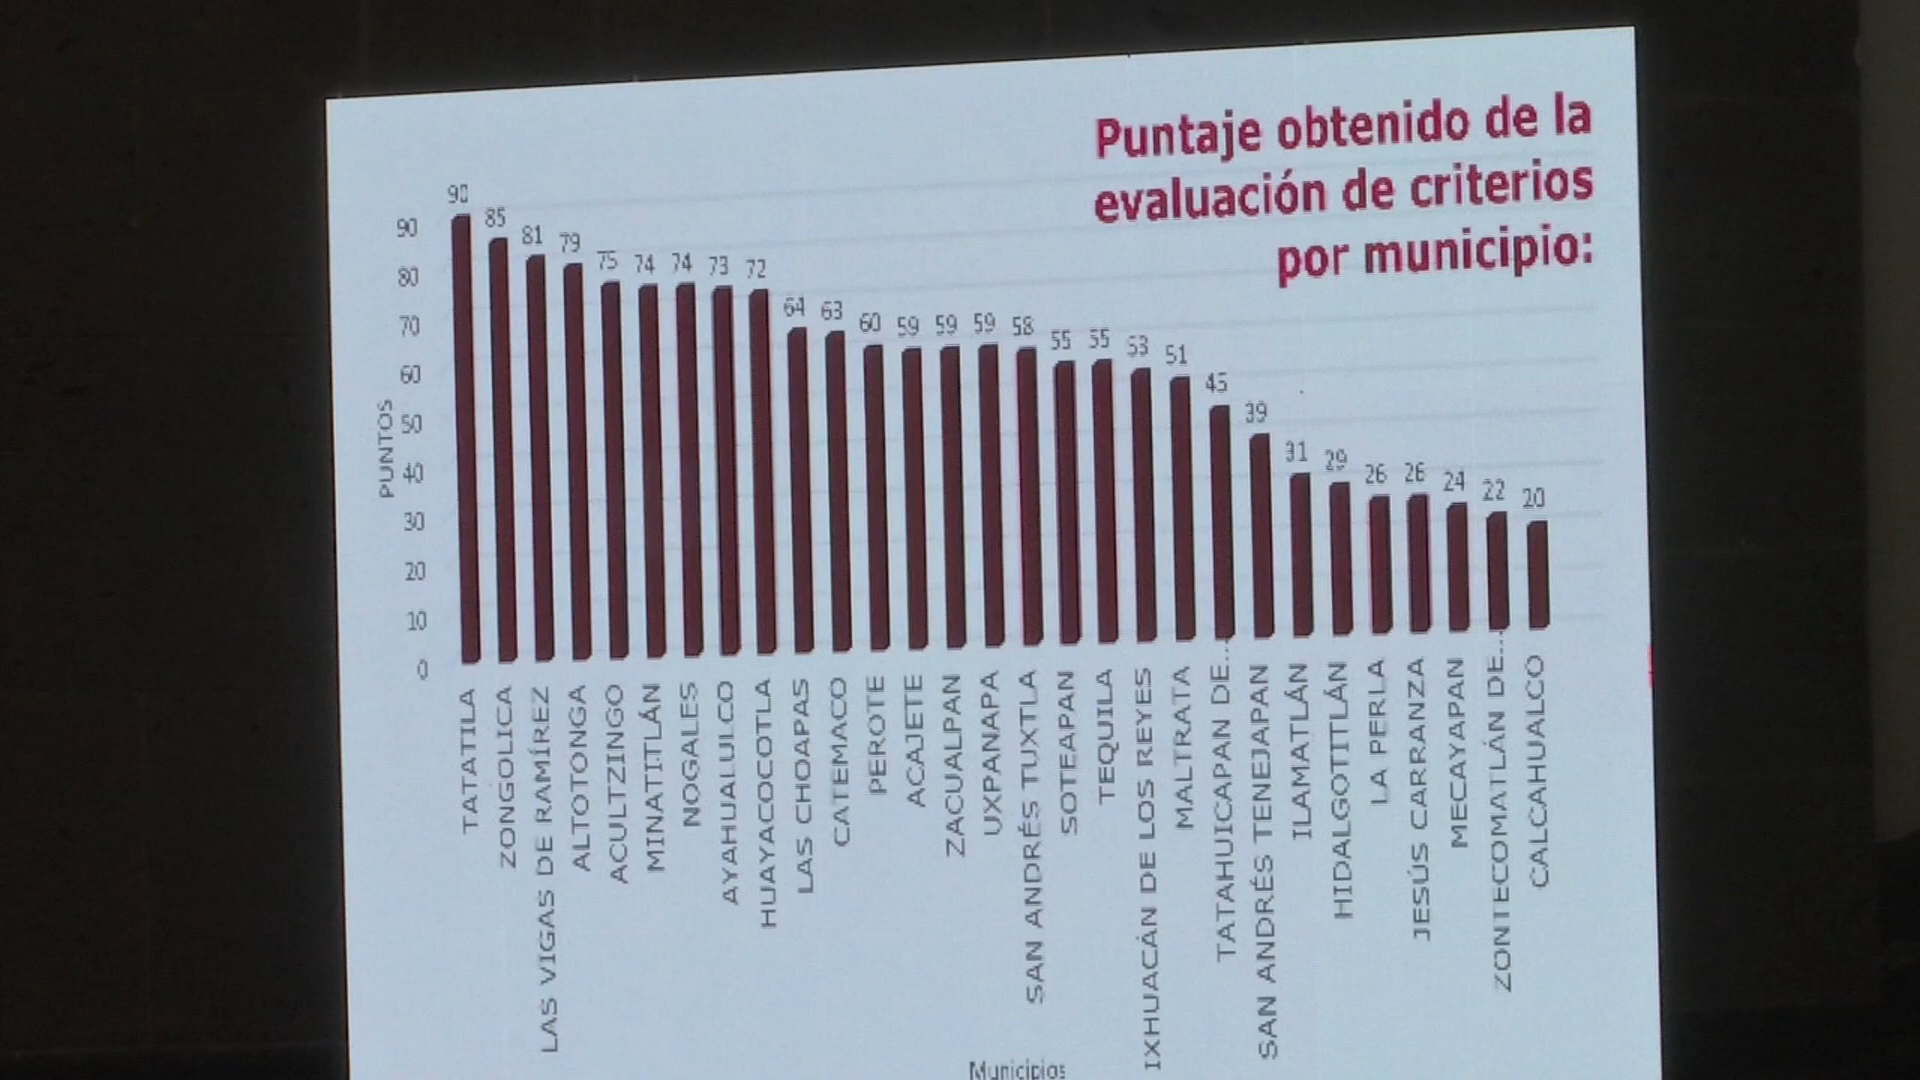 Puntaje obtenido de la
evaluación de criterios
por municipio:
PUNTOS
90
80
70
60
50
40
30
20
10
0
90
85
81
79
75
74
74
73
72
64
63
60
59
59
59
58
55
55
53
51
45
39
31
29
26
26
24
22
20
TATATILA
ZONGOLICA
LAS VIGAS DE RAMÍREZ
ALTOTONGA
ACULTZINGO
MINATITLÁN
NOGALES
AYAHUALULCO
HUAYACOCOTLA
LAS CHOAPAS
CATEMACO
PEROTE
ACAJETE
ZACUALPAN
UXPANAPA
SAN ANDRÉS TUXTLA
SOTEAPAN
TEQUILA
IXHUACÁN DE LOS REYES
MALTRATA
TATAHUICAPAN DE...
SAN ANDRÉS TENEJAPAN
ILAMATLÁN
HIDALGOTITLÁN
LA PERLA
JESÚS CARRANZA
MECAYAPAN
ZONTECOMATLÁN DE...
CALCAHUALCO
Municipios